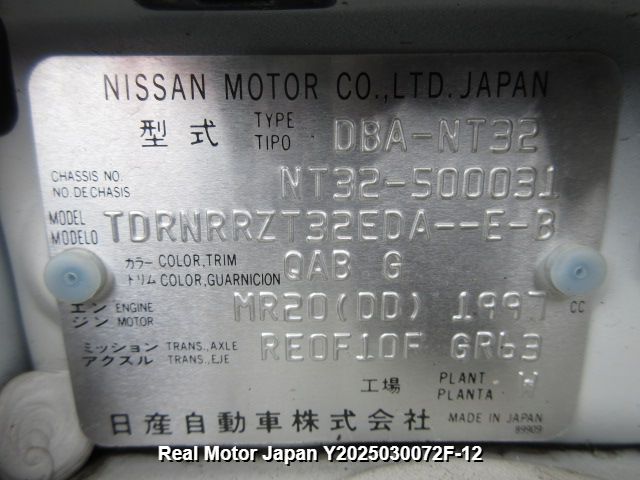 NISSAN MOTOR CO.,LTD.JAPAN
型式 TYPE TIPO DBA-NT32
CHASSIS NO. NO.DE CHASIS NT32-500031
MODEL MODELO TDRNRRZT32EDA--E-B
カラー COLOR,TRIM トリム COLOR,GUARNICION QAB G
エンジン ENGINE MOTOR MR20(DD) 1997 CC
ミッション TRANS.,AXLE アクスル TRANS.,EJE RE0F10F GR63
工場 PLANT PLANTA W
日産自動車株式会社 MADE IN JAPAN
89909
Real Motor Japan Y2025030072F-12